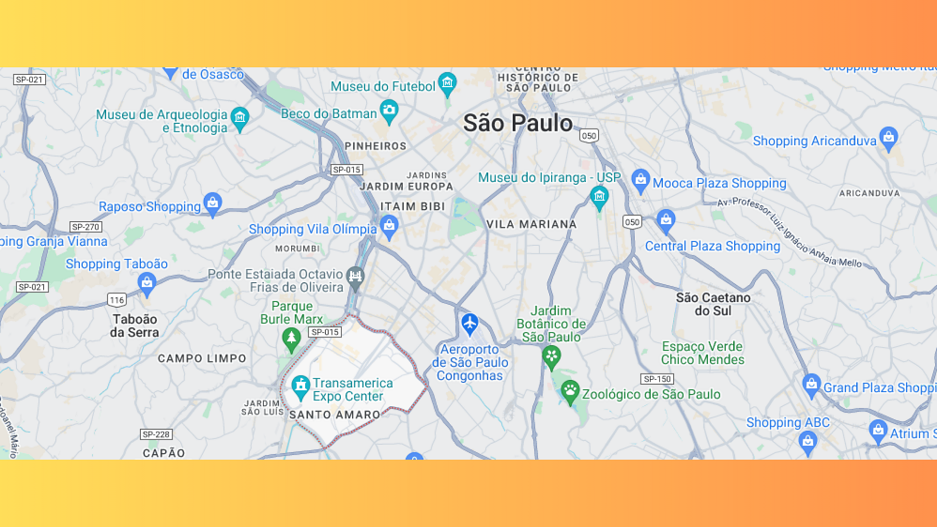 SP-021
de Osasco
Museu do Futebol
CENTRO
HISTÓRICO DE
SÃO PAULO
Museu de Arqueologia
e Etnologia
Beco do Batman
São Paulo
050
Shopping Aricanduva
PINHEIROS
SP-015
JARDINS
JARDIM EUROPA
Museu do Ipiranga - USP
Mooca Plaza Shopping
ARICANDUVA
Raposo Shopping
ITAIM BIBI
Av. Professor Luiz Ignácio Anhaia Mello
SP-270
Shopping Vila Olímpia
VILA MARIANA
050
ping Granja Vianna
MORUMBI
Central Plaza Shopping
Shopping Taboão
Ponte Estaiada Octavio
Frias de Oliveira
SP-021
116
São Caetano
do Sul
Parque
Burle Marx
Jardim
Botânico de
São Paulo
Taboão
da Serra
SP-015
Aeroporto
de São Paulo
Congonhas
Espaço Verde
Chico Mendes
CAMPO LIMPO
Transamerica
Expo Center
SP-150
Grand Plaza Shoppi
Zoológico de São Paulo
JARDIM
SÃO LUÍS
SANTO AMARO
Shopping ABC
SP-228
Atrium S
CAPÃO